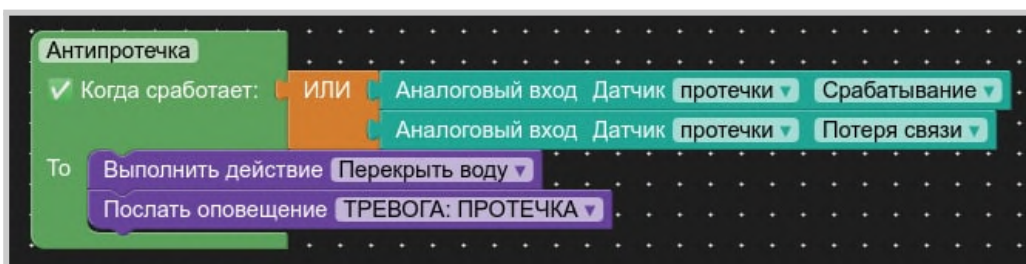 Антипротечка
Когда сработает: ИЛИ Аналоговый вход Датчик протечки Срабатывание
Аналоговый вход Датчик протечки Потеря связи
То Выполнить действие Перекрыть воду
Послать оповещение ТРЕВОГА: ПРОТЕЧКА